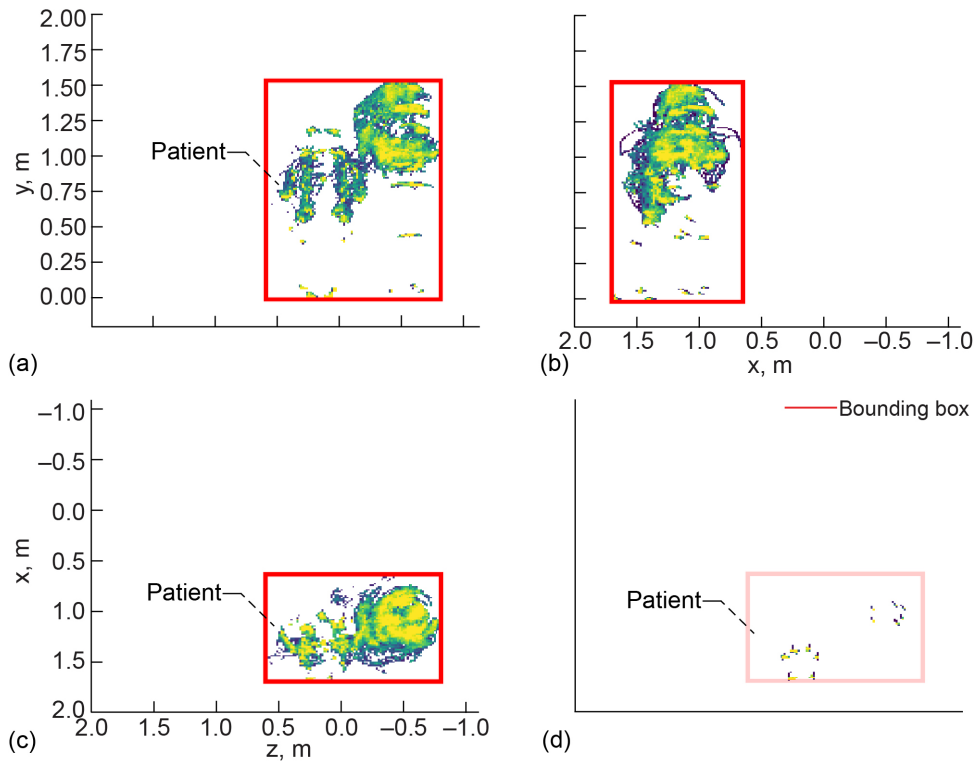 2.00
1.75
1.50
1.25
1.00
0.75
0.50
0.25
0.00
y, m
Patient
(a)
2.0 1.5 1.0 0.5 0.0 –0.5 –1.0
x, m
(b)
–1.0
–0.5
0.0
0.5
1.0
1.5
2.0
x, m
Patient
2.0 1.5 1.0 0.5 0.0 –0.5 –1.0
z, m
(c)
Bounding box
Patient
(d)